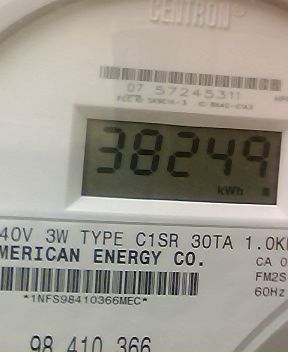 CENTRON®
07 57245311
38249
kWh
40V 3W TYPE C1SR 30TA 1.0K
MERICAN ENERGY CO.
CA 0
FM2S
*1NFS98410366MEC*
60Hz
98 410 366